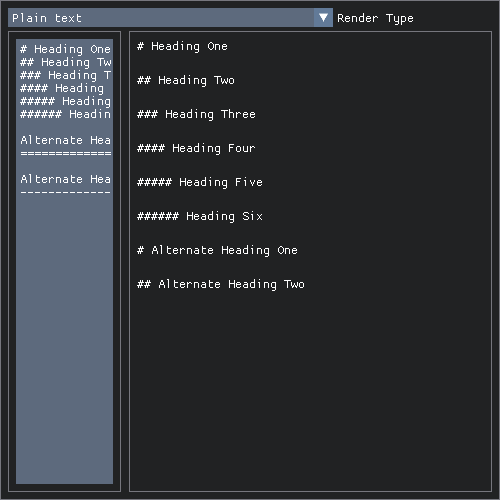 Plain text
Render Type
# Heading One
## Heading Tw
### Heading T
#### Heading
##### Heading
###### Headin
Alternate Hea
=============
Alternate Hea
-------------
# Heading One
## Heading Two
### Heading Three
#### Heading Four
##### Heading Five
###### Heading Six
# Alternate Heading One
## Alternate Heading Two